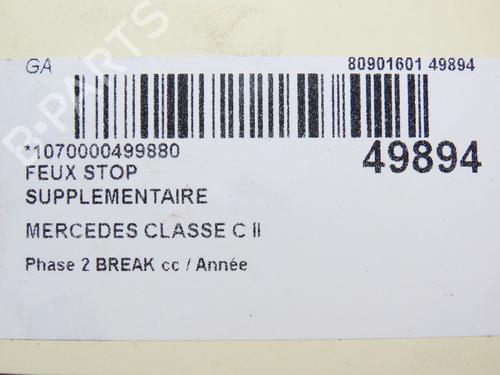 GA
80901601 49894
B-PARTS
*1070000499880
49894
FEUX STOP
SUPPLEMENTAIRE
MERCEDES CLASSE C II
Phase 2 BREAK cc / Année